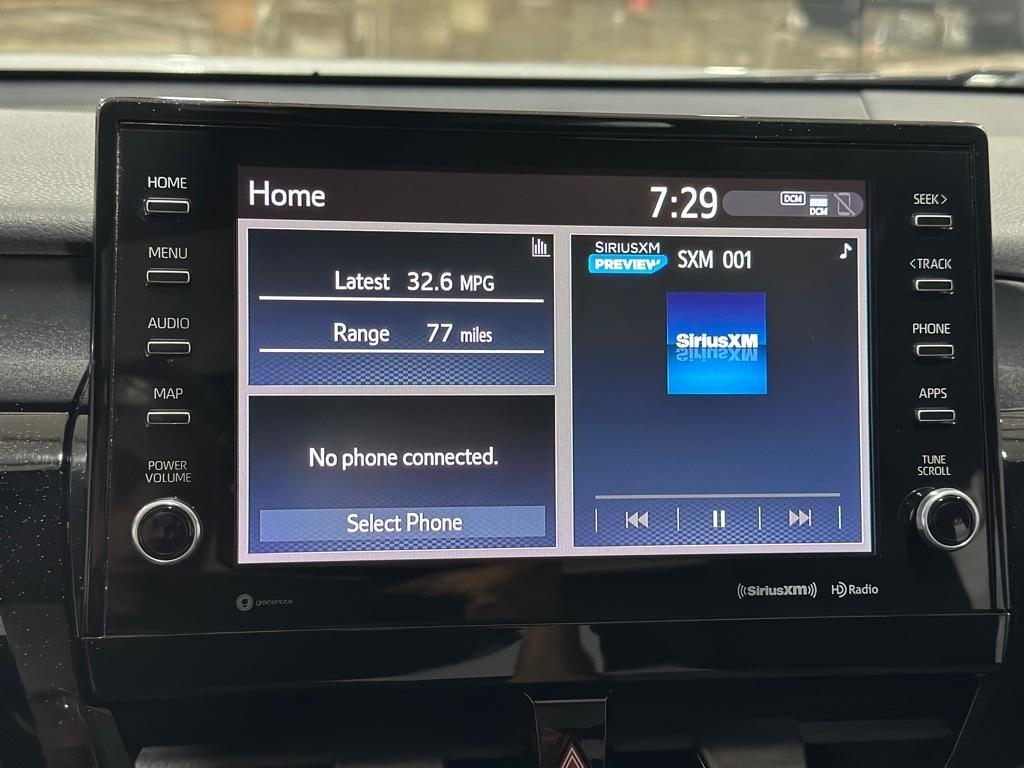 HOME
MENU
AUDIO
MAP
POWER
VOLUME
Home
7:29
DCM
DCM
Latest 32.6 MPG
Range 77 miles
No phone connected.
Select Phone
SIRIUSXM
PREVIEW
SXM 001
SiriusXM
SEEK>
<TRACK
PHONE
APPS
TUNE
SCROLL
gracenote
((SiriusXM))
HD Radio